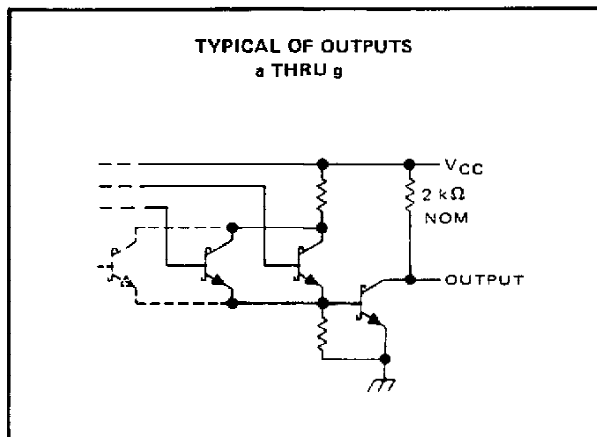 TYPICAL OF OUTPUTS
a THRU g
VCC
2 kΩ
NOM
OUTPUT